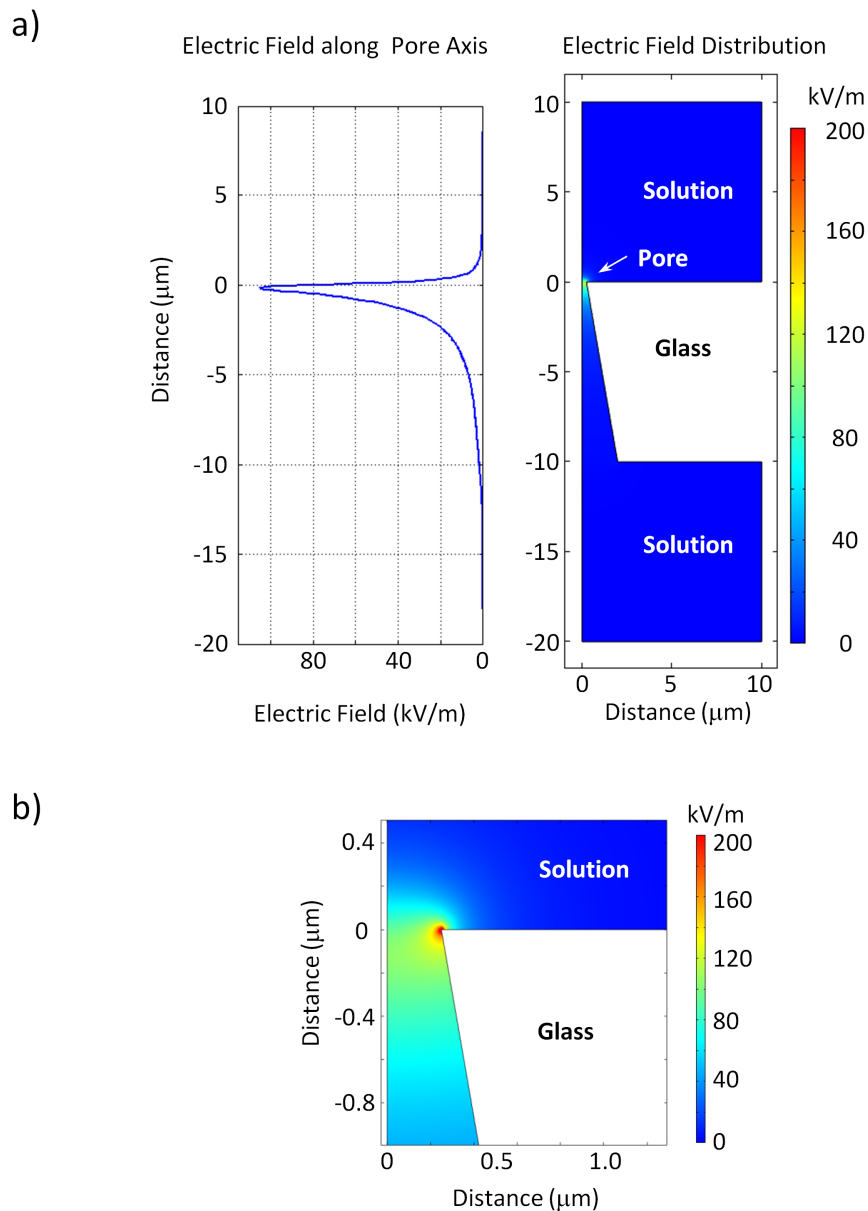 a)
Electric Field along Pore Axis
Electric Field Distribution
kV/m
10
5
0
-5
-10
-15
-20
Distance (μm)
80
40
0
Electric Field (kV/m)
10
5
0
-5
-10
-15
-20
Solution
Pore
Glass
Solution
0
5
10
Distance (μm)
200
160
120
80
40
0
b)
kV/m
0.4
0
-0.4
-0.8
Distance (μm)
Solution
Glass
0
0.5
1.0
Distance (μm)
200
160
120
80
40
0